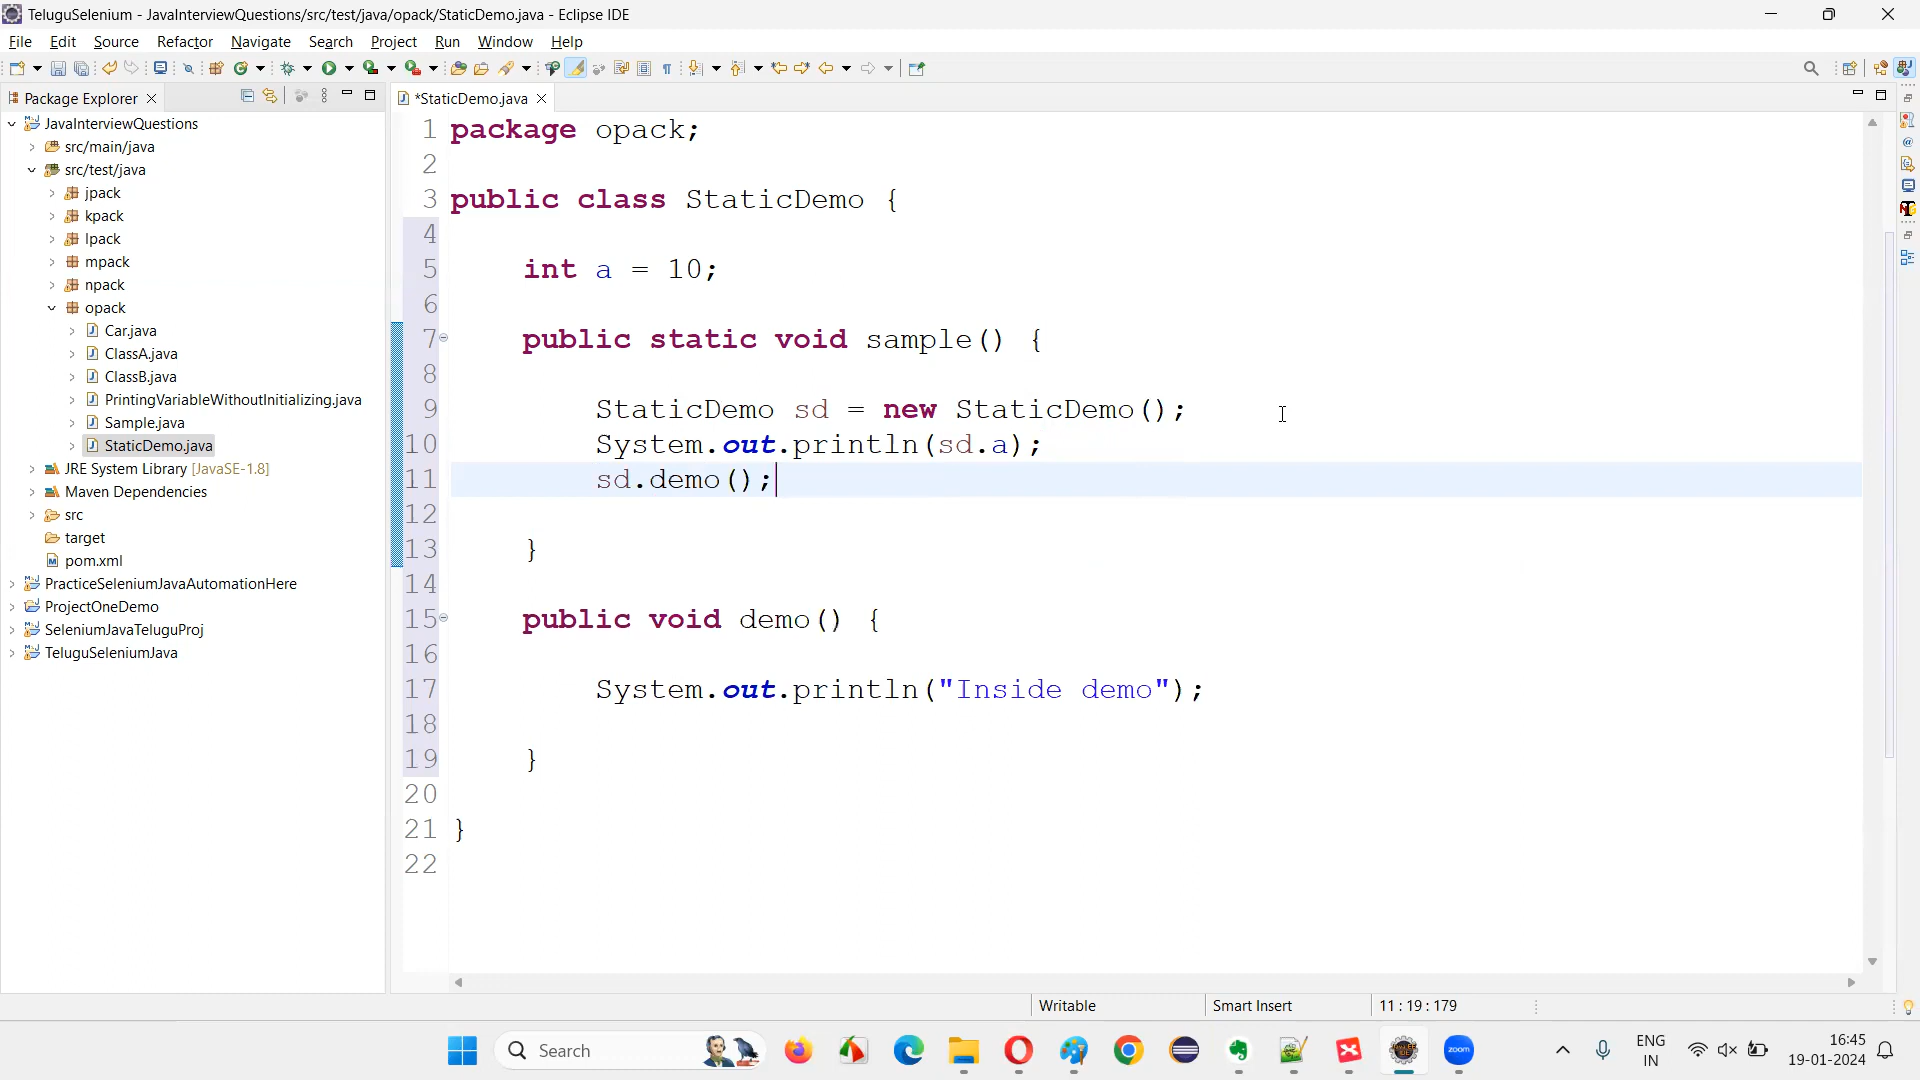 TeluguSelenium - JavaInterviewQuestions/src/test/java/opack/StaticDemo.java - Eclipse IDE
File Edit Source Refactor Navigate Search Project Run Window Help
Package Explorer
JavaInterviewQuestions
src/main/java
src/test/java
jpack
kpack
lpack
mpack
npack
opack
Car.java
ClassA.java
ClassB.java
PrintingVariableWithoutInitializing.java
Sample.java
StaticDemo.java
JRE System Library [JavaSE-1.8]
Maven Dependencies
src
target
pom.xml
PracticeSeleniumJavaAutomationHere
ProjectOneDemo
SeleniumJavaTeluguProj
TeluguSeleniumJava
*StaticDemo.java
1 package opack;
2
3 public class StaticDemo {
4
5 int a = 10;
6
7 public static void sample() {
8
9 StaticDemo sd = new StaticDemo();
10 System.out.println(sd.a);
11 sd.demo();
12
13 }
14
15 public void demo() {
16
17 System.out.println("Inside demo");
18
19 }
20
21 }
22
Writable Smart Insert 11 : 19 : 179
Search
zoom
ENG
IN
16:45
19-01-2024